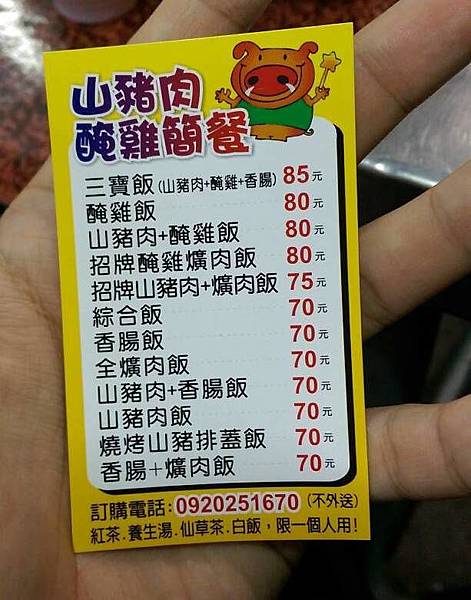 山豬肉
醃雞簡餐
三寶飯(山豬肉+醃雞+香腸) 85元
醃雞飯 80元
山豬肉+醃雞飯 80元
招牌醃雞爌肉飯 80元
招牌山豬肉+爌肉飯 75元
綜合飯 70元
香腸飯 70元
全爌肉飯 70元
山豬肉+香腸飯 70元
山豬肉飯 70元
燒烤山豬排蓋飯 70元
香腸+爌肉飯 70元
訂購電話:0920251670 (不外送)
紅茶.養生湯.仙草茶.白飯,限一個人用!